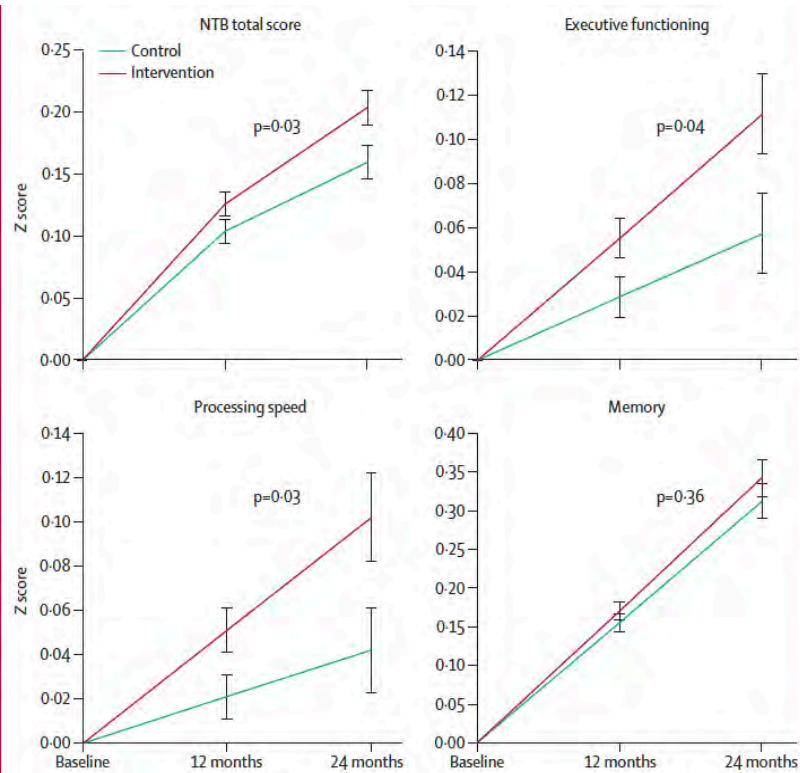 NTB total score
0·25
0·20
0·15
0·10
0·05
0·00
Z score
Control
Intervention
p=0·03
Executive functioning
0·14
0·12
0·10
0·08
0·06
0·04
0·02
0·00
p=0·04
Processing speed
0·14
0·12
0·10
0·08
0·06
0·04
0·02
0·00
Z score
p=0·03
Baseline
12 months
24 months
Memory
0·40
0·35
0·30
0·25
0·20
0·15
0·10
0·05
0·00
p=0·36
Baseline
12 months
24 months